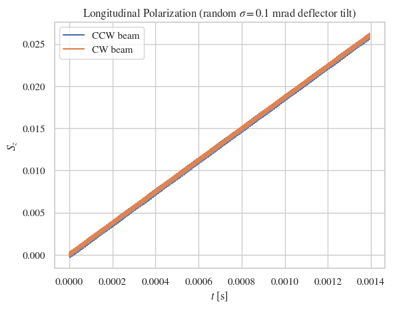 Longitudinal Polarization (random σ = 0.1 mrad deflector tilt)
CCW beam
CW beam
0.025
0.020
0.015
0.010
0.005
0.000
S_z
0.0000 0.0002 0.0004 0.0006 0.0008 0.0010 0.0012 0.0014
t [s]